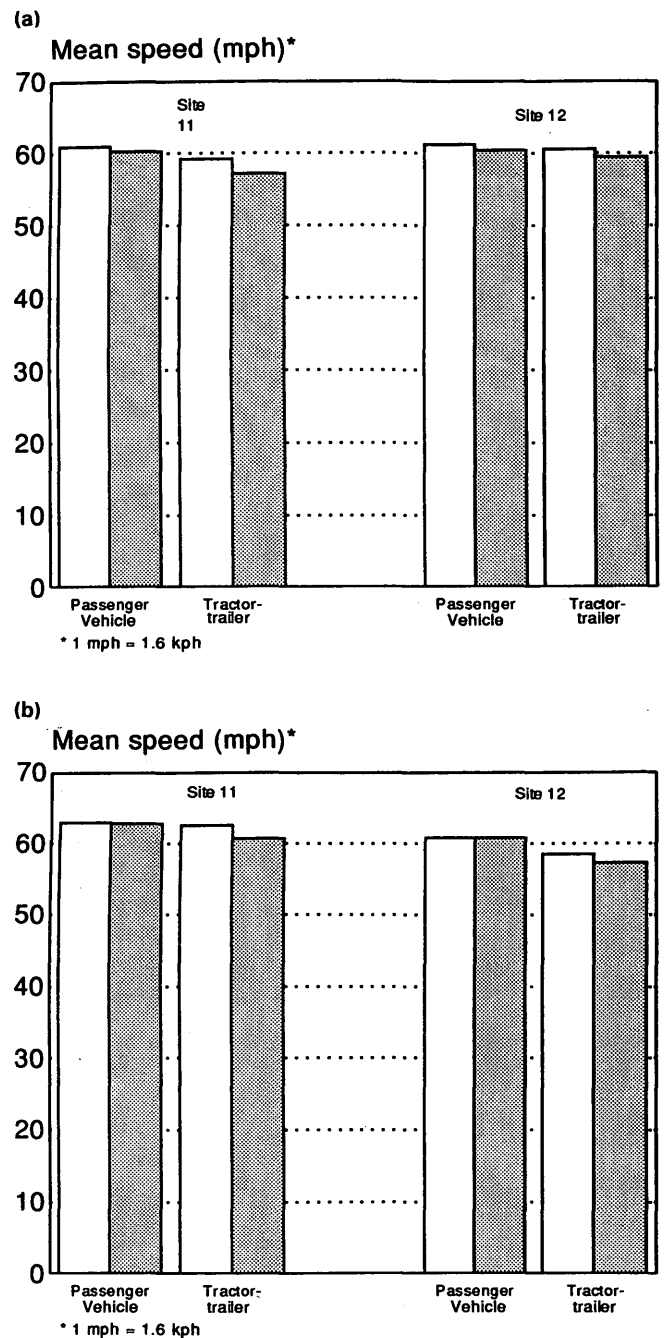 (a)
Mean speed (mph)*
70
60
50
40
30
20
10
0
Site
11
Site 12
Passenger
Vehicle
Tractor-
trailer
Passenger
Vehicle
Tractor-
trailer
* 1 mph = 1.6 kph
(b)
Mean speed (mph)*
70
60
50
40
30
20
10
0
Site 11
Site 12
Passenger
Vehicle
Tractor-
trailer
Passenger
Vehicle
Tractor-
trailer
* 1 mph = 1.6 kph